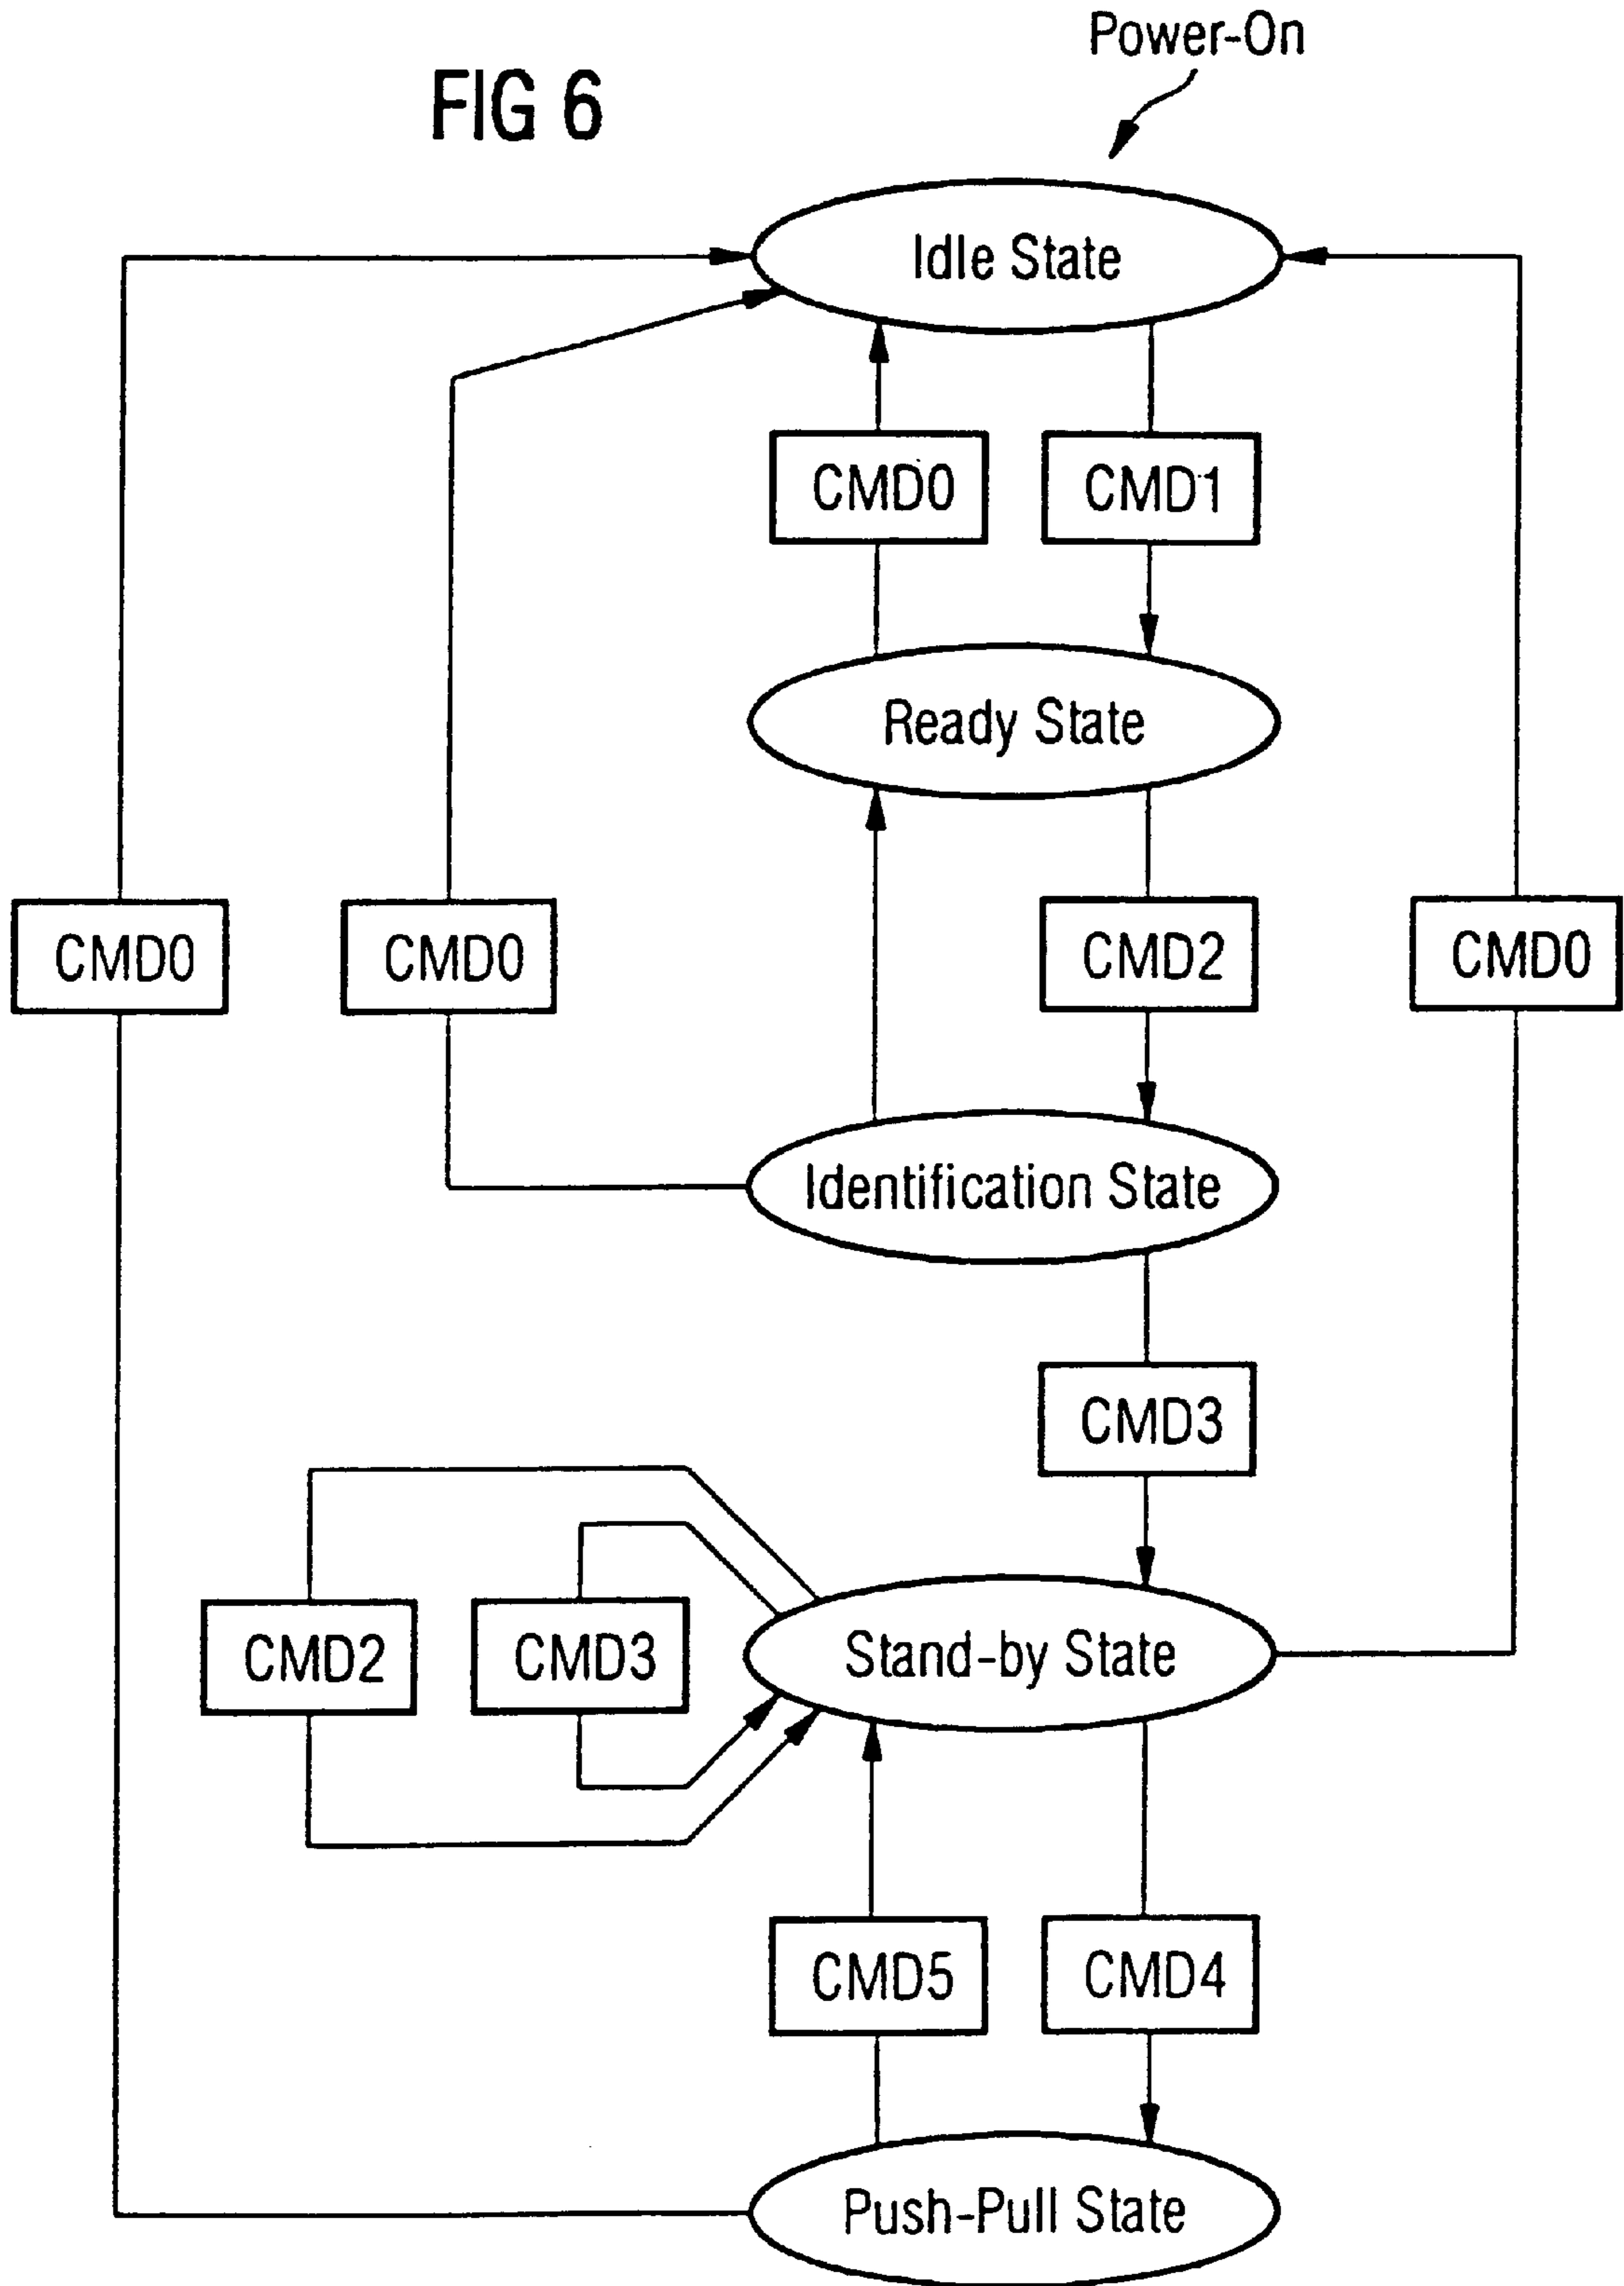 Power-On
FIG 6
Idle State
CMD0 CMD1
Ready State
CMD0 CMD0 CMD2 CMD0
Identification State
CMD3
CMD2 CMD3 Stand-by State
CMD5 CMD4
Push-Pull State